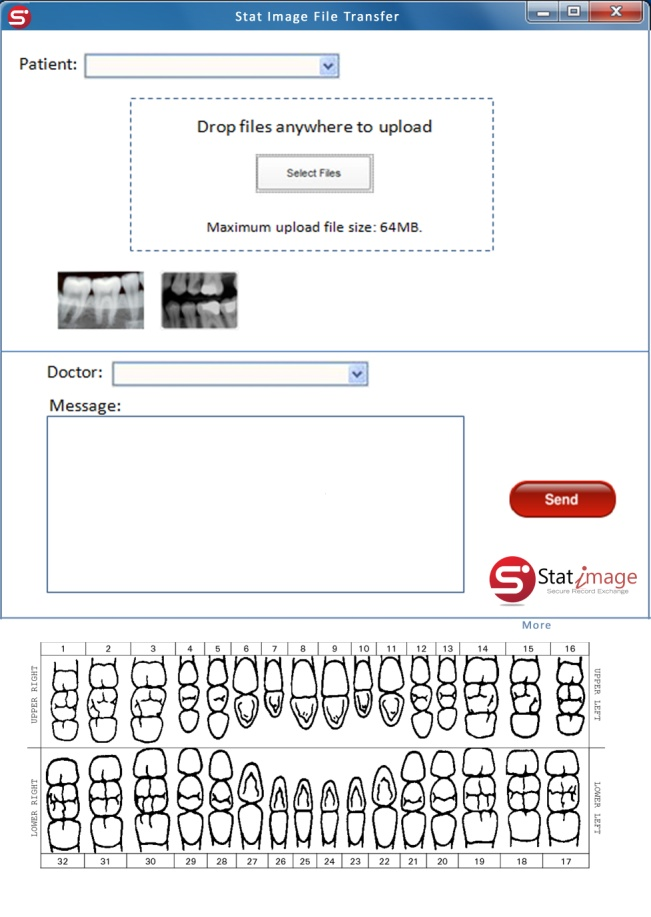 Stat Image File Transfer
Patient:
Drop files anywhere to upload
Select Files
Maximum upload file size: 64MB.
Doctor:
Message:
Send
Stat image
Secure Record Exchange
More
1 2 3 4 5 6 7 8 9 10 11 12 13 14 15 16
UPPER RIGHT
UPPER LEFT
LOWER RIGHT
LOWER LEFT
32 31 30 29 28 27 26 25 24 23 22 21 20 19 18 17